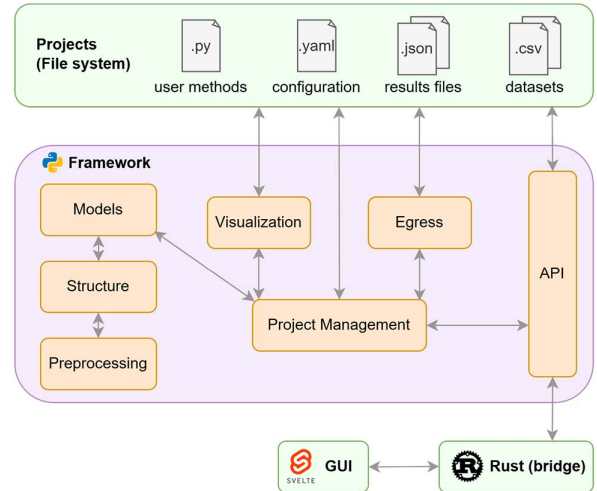 Projects
(File system)
.py
.yaml
.json
.csv
user methods
configuration
results files
datasets
Framework
Models
Visualization
Egress
API
Structure
Project Management
Preprocessing
SVELTE
GUI
R
Rust (bridge)